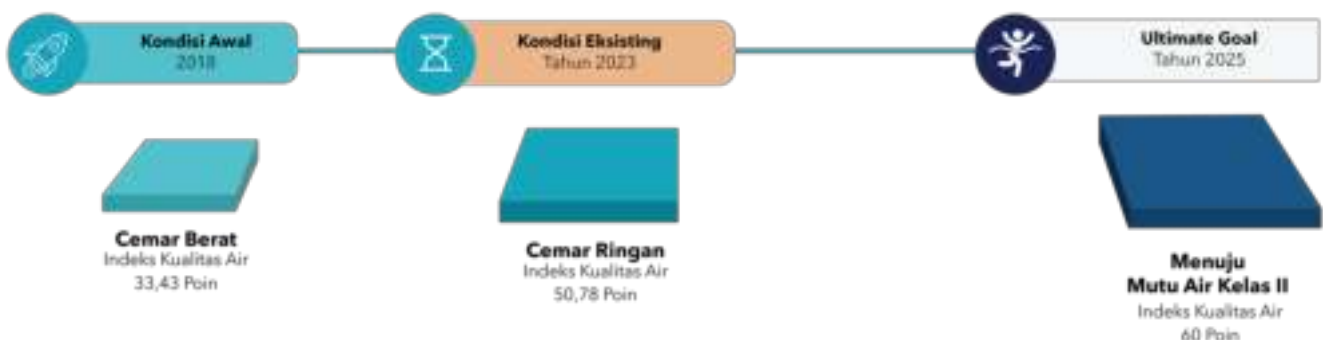 Kondisi Awal
2018
Kondisi Eksisting
Tahun 2023
Ultimate Goal
Tahun 2025
Cemar Berat
Indeks Kualitas Air
33,43 Poin
Cemar Ringan
Indeks Kualitas Air
50,78 Poin
Menuju
Mutu Air Kelas II
Indeks Kualitas Air
60 Poin